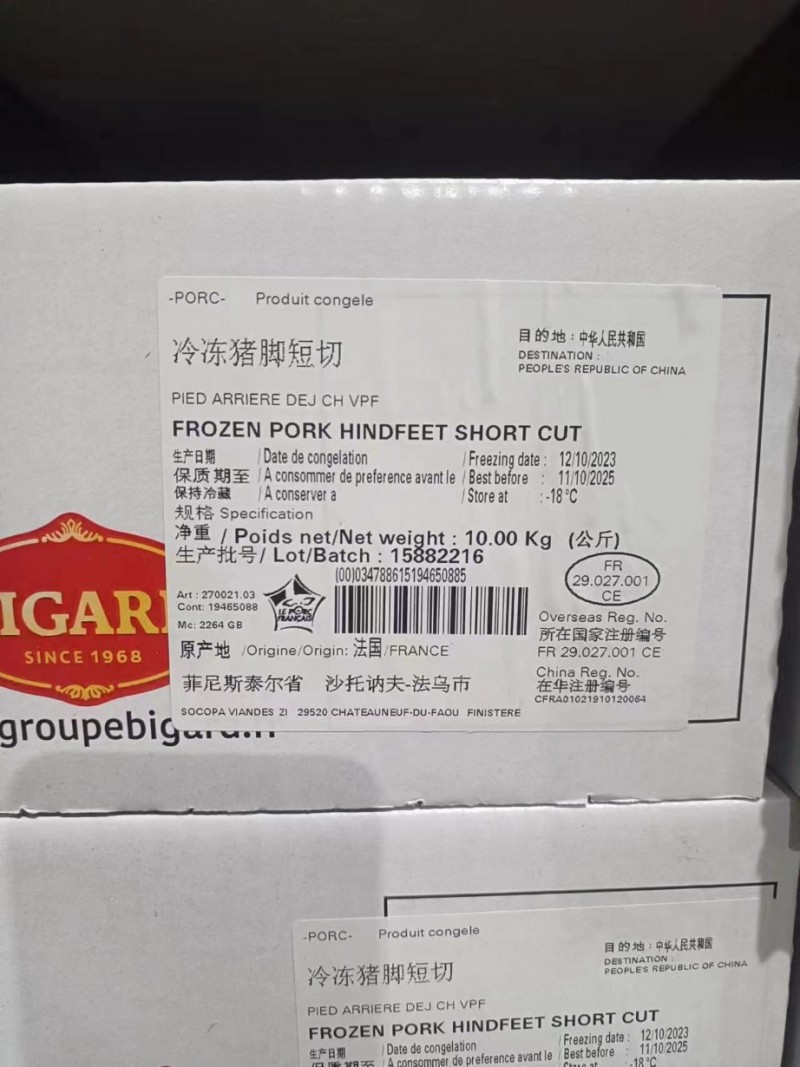 -PORC- Produit congele
冷冻猪脚短切
目的地：中华人民共和国
DESTINATION :
PEOPLE'S REPUBLIC OF CHINA
PIED ARRIERE DEJ CH VPF
FROZEN PORK HINDFEET SHORT CUT
生产日期 / Date de congelation / Freezing date : 12/10/2023
保质期至 / A consommer de preference avant le / Best before : 11/10/2025
保持冷藏 / A conserver a / Store at : -18 °C
规格 Specification
净重 / Poids net/Net weight : 10.00 Kg (公斤)
生产批号/ Lot/Batch : 15882216
(00)034788615194650885
FR
29.027.001
CE
Art : 270021.03
Cont: 19465088
Mc: 2264 GB
LE PORC
FRANÇAIS
Overseas Reg. No.
所在国家注册编号
FR 29.027.001 CE
原产地 /Origine/Origin: 法国/FRANCE
China Reg. No.
在华注册编号
CFRA01021910120064
菲尼斯泰尔省 沙托讷夫-法乌市
SOCOPA VIANDES ZI 29520 CHATEAUNEUF-DU-FAOU FINISTERE
IGAR
SINCE 1968
groupebigard.fr
-PORC- Produit congele
冷冻猪脚短切
目的地：中华人民共和国
DESTINATION :
PEOPLE'S REPUBLIC OF CHINA
PIED ARRIERE DEJ CH VPF
FROZEN PORK HINDFEET SHORT CUT
生产日期 / Date de congelation / Freezing date : 12/10/2023
保质期至 / A consommer de preference avant le / Best before : 11/10/2025
-18 °C